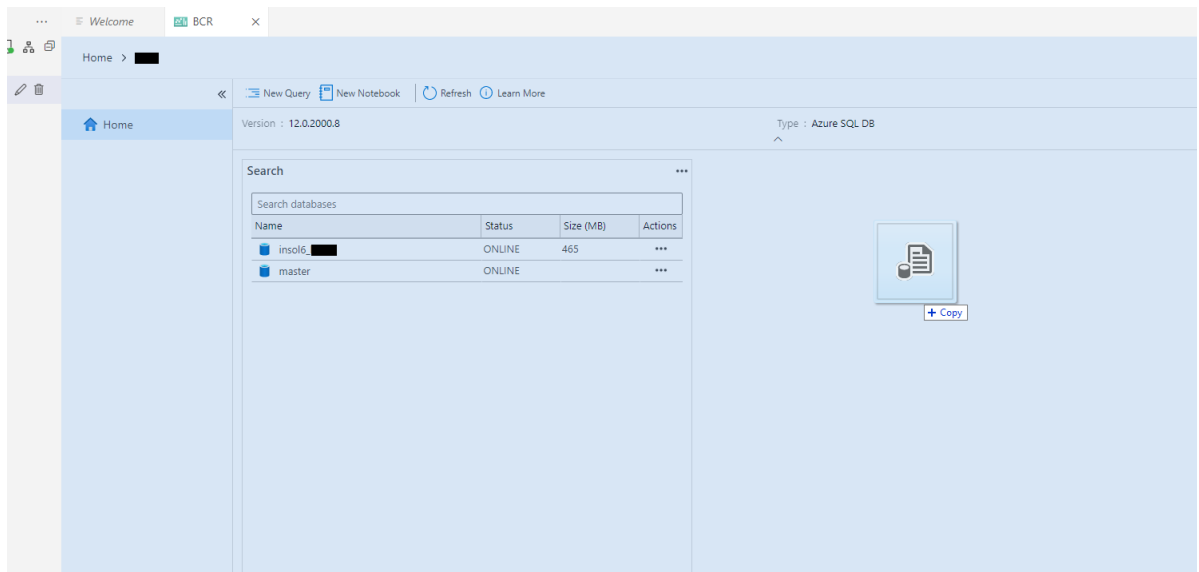 Welcome
BCR
Home >
New Query New Notebook Refresh Learn More
Home
Version : 12.0.2000.8
Type : Azure SQL DB
Search
Search databases
Name Status Size (MB) Actions
insol6_ ONLINE 465
master ONLINE
+ Copy